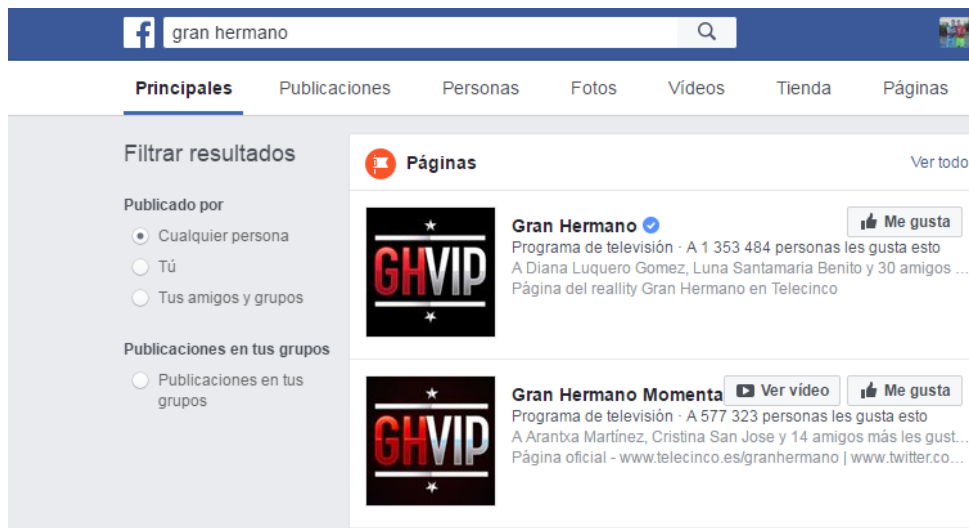 gran hermano
Principales Publicaciones Personas Fotos Vídeos Tienda Páginas
Filtrar resultados
Publicado por
Cualquier persona
Tú
Tus amigos y grupos
Publicaciones en tus grupos
Publicaciones en tus
grupos
Páginas Ver todo
GHVIP
Gran Hermano Me gusta
Programa de televisión · A 1 353 484 personas les gusta esto
A Diana Luquero Gomez, Luna Santamaria Benito y 30 amigos ...
Página del reallity Gran Hermano en Telecinco
GHVIP
Gran Hermano Momenta Ver vídeo Me gusta
Programa de televisión · A 577 323 personas les gusta esto
A Arantxa Martínez, Cristina San Jose y 14 amigos más les gust...
Página oficial - www.telecinco.es/granhermano | www.twitter.co...